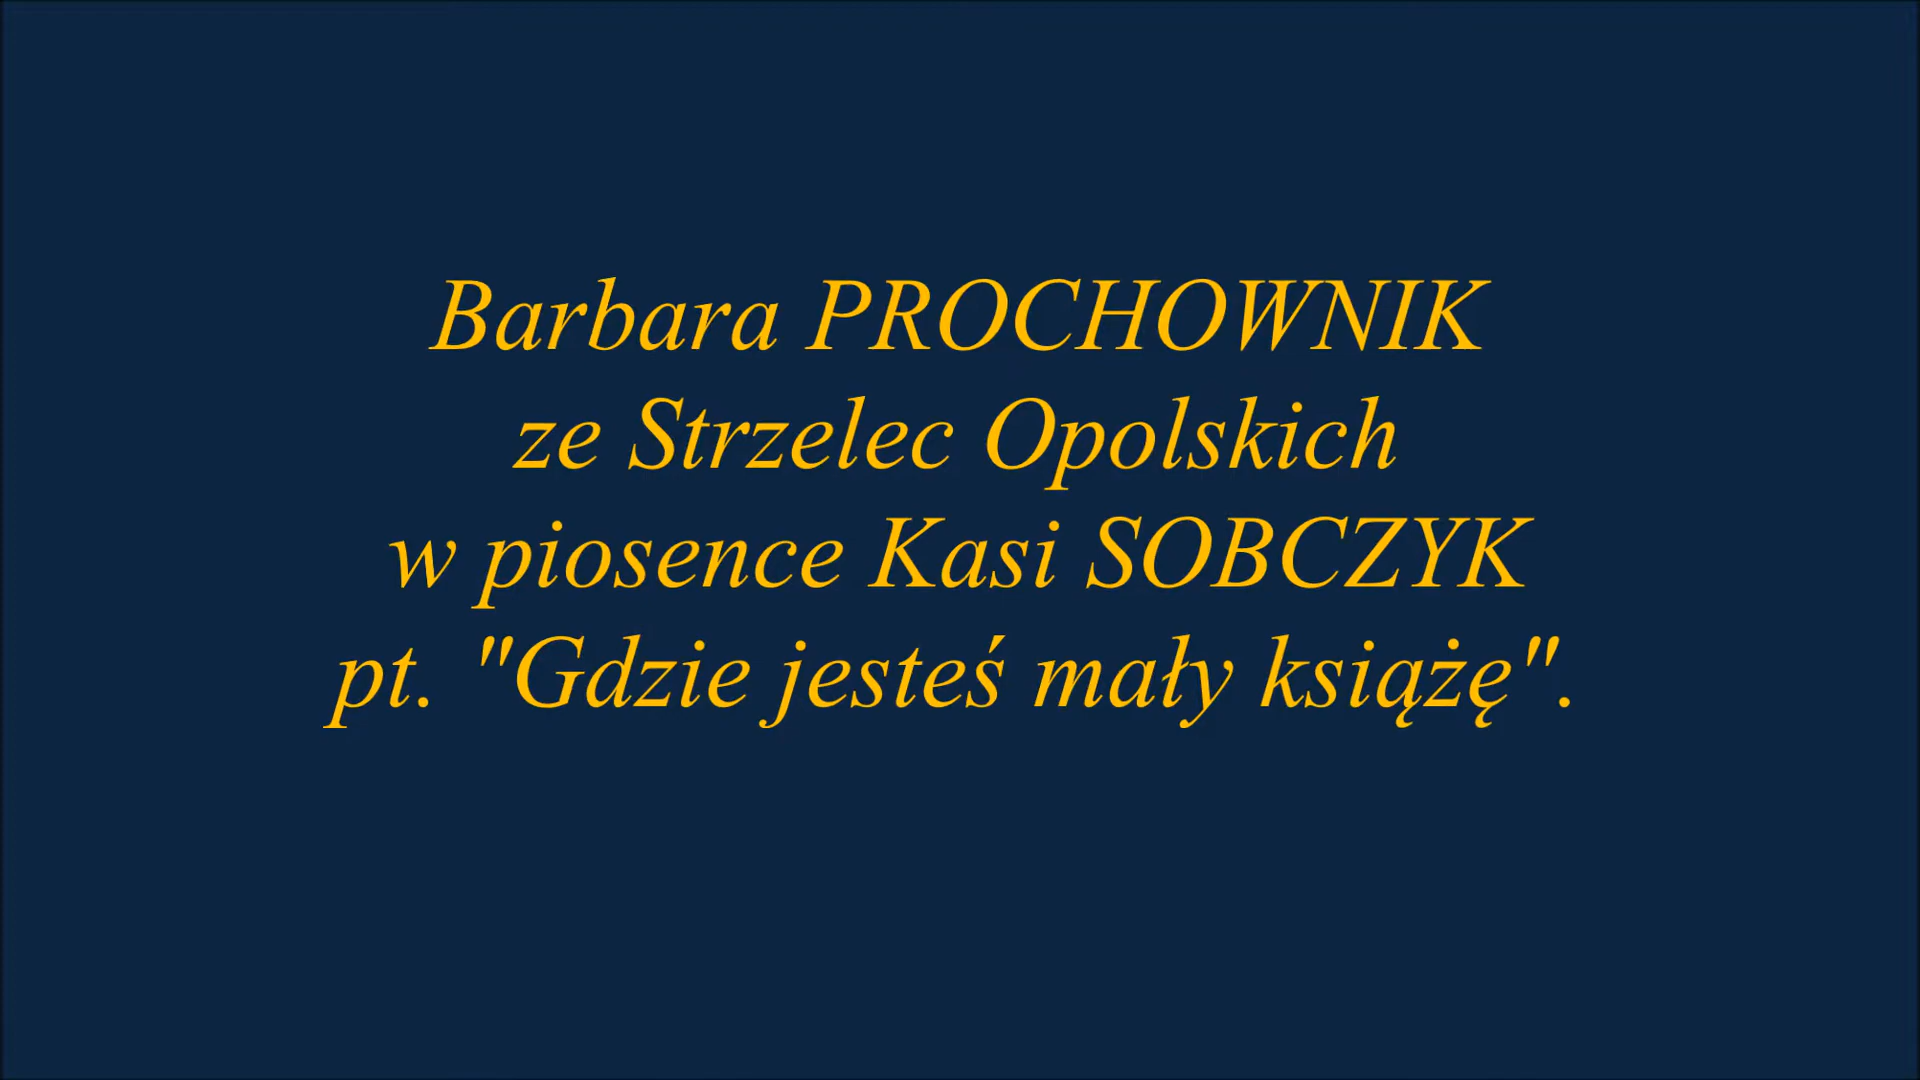 Barbara PROCHOWNIK
ze Strzelec Opolskich
w piosence Kasi SOBCZYK
pt. "Gdzie jesteś mały książę".